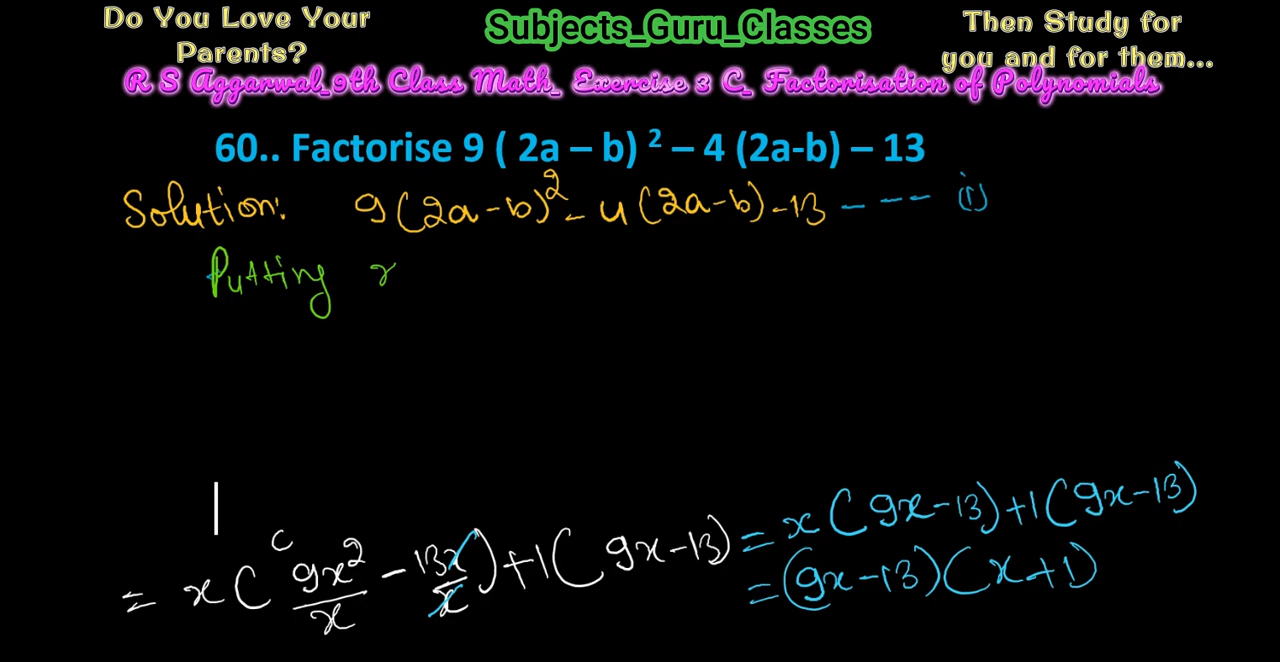 Do You Love Your
Parents?
Subjects_Guru_Classes
Then Study for
you and for them...
R S Aggarwal_9th Class Math_ Exercise 3 C_ Factorisation of Polynomials
60.. Factorise 9 ( 2a – b) ² – 4 (2a-b) – 13
Solution: 9(2a-b)² - 4(2a-b) -13 ---- (i)
Putting x
= x ( 9x²/x - 13x/x ) +1 ( 9x-13)
= x ( 9x-13) +1 ( 9x-13)
= (9x-13) (x+1)